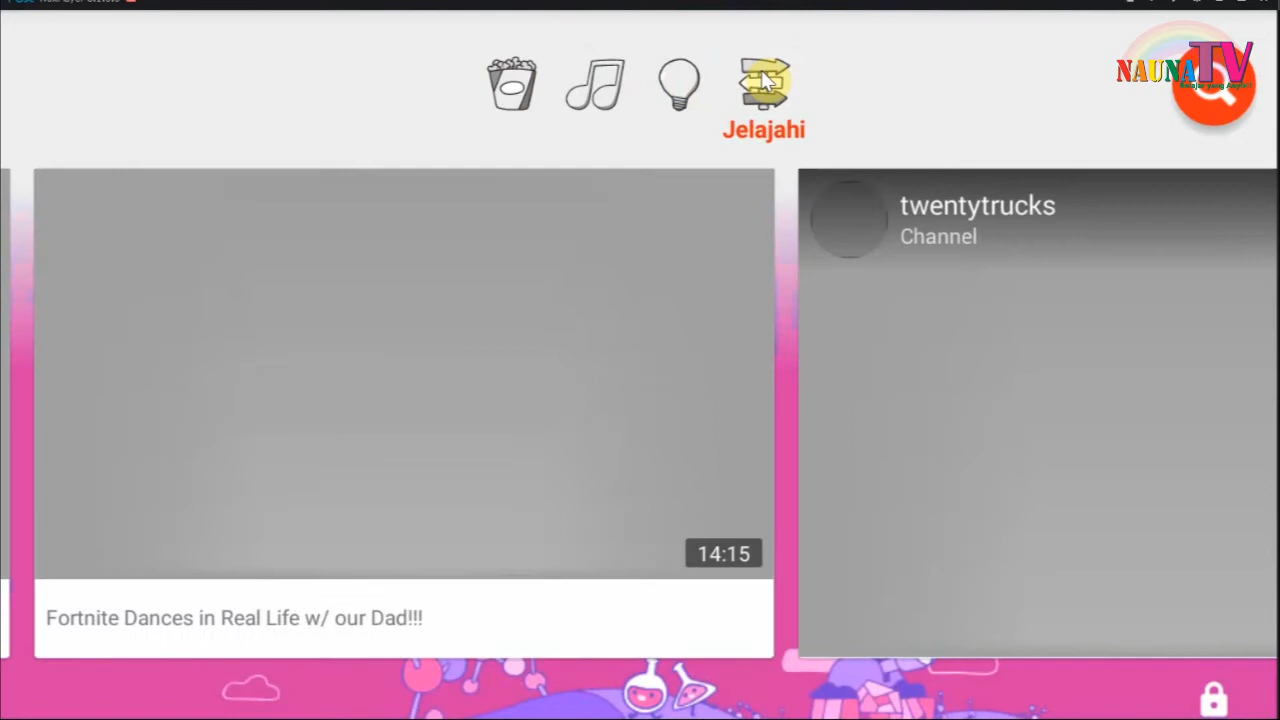 NAUNA TV
Jelajahi
twentytrucks
Channel
14:15
Fortnite Dances in Real Life w/ our Dad!!!